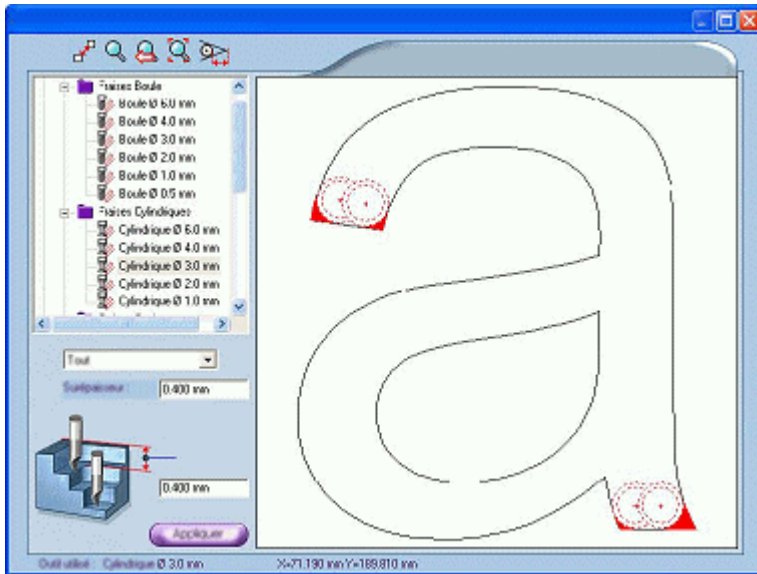 Fraises Boule
Boule Ø 6.0 mm
Boule Ø 4.0 mm
Boule Ø 3.0 mm
Boule Ø 2.0 mm
Boule Ø 1.0 mm
Boule Ø 0.5 mm
Fraises Cylindriques
Cylindrique Ø 6.0 mm
Cylindrique Ø 4.0 mm
Cylindrique Ø 3.0 mm
Cylindrique Ø 2.0 mm
Cylindrique Ø 1.0 mm
Tout
Surépaisseur : 0.400 mm
0.400 mm
Appliquer
Outil utilisé : Cylindrique Ø 3.0 mm X=71.190 mm Y=189.810 mm
a